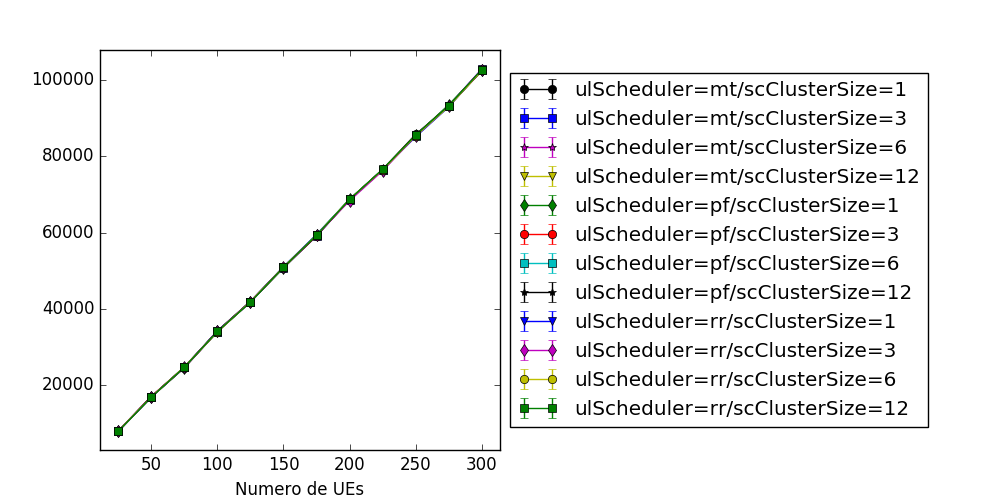 100000
80000
60000
40000
20000
50 100 150 200 250 300
Numero de UEs
ulScheduler=mt/scClusterSize=1
ulScheduler=mt/scClusterSize=3
ulScheduler=mt/scClusterSize=6
ulScheduler=mt/scClusterSize=12
ulScheduler=pf/scClusterSize=1
ulScheduler=pf/scClusterSize=3
ulScheduler=pf/scClusterSize=6
ulScheduler=pf/scClusterSize=12
ulScheduler=rr/scClusterSize=1
ulScheduler=rr/scClusterSize=3
ulScheduler=rr/scClusterSize=6
ulScheduler=rr/scClusterSize=12